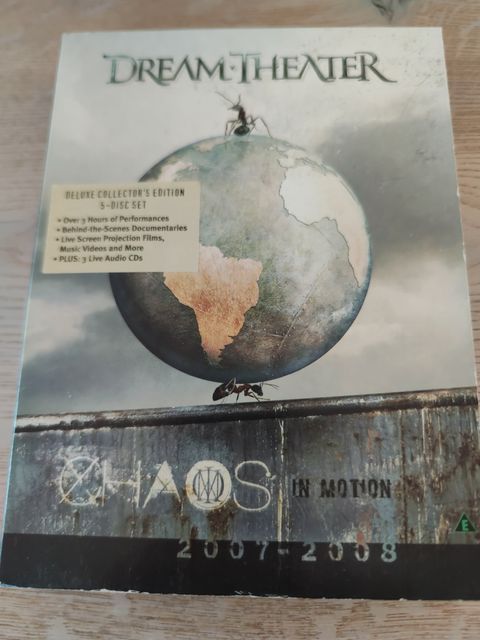 DREAM THEATER
DELUXE COLLECTOR'S EDITION
5-DISC SET
• Over 3 Hours of Performances
• Behind-the-Scenes Documentaries
• Live Screen Projection Films,
Music Videos and More
• PLUS: 3 Live Audio CDs
CHAOS IN MOTION
2007-2008
E